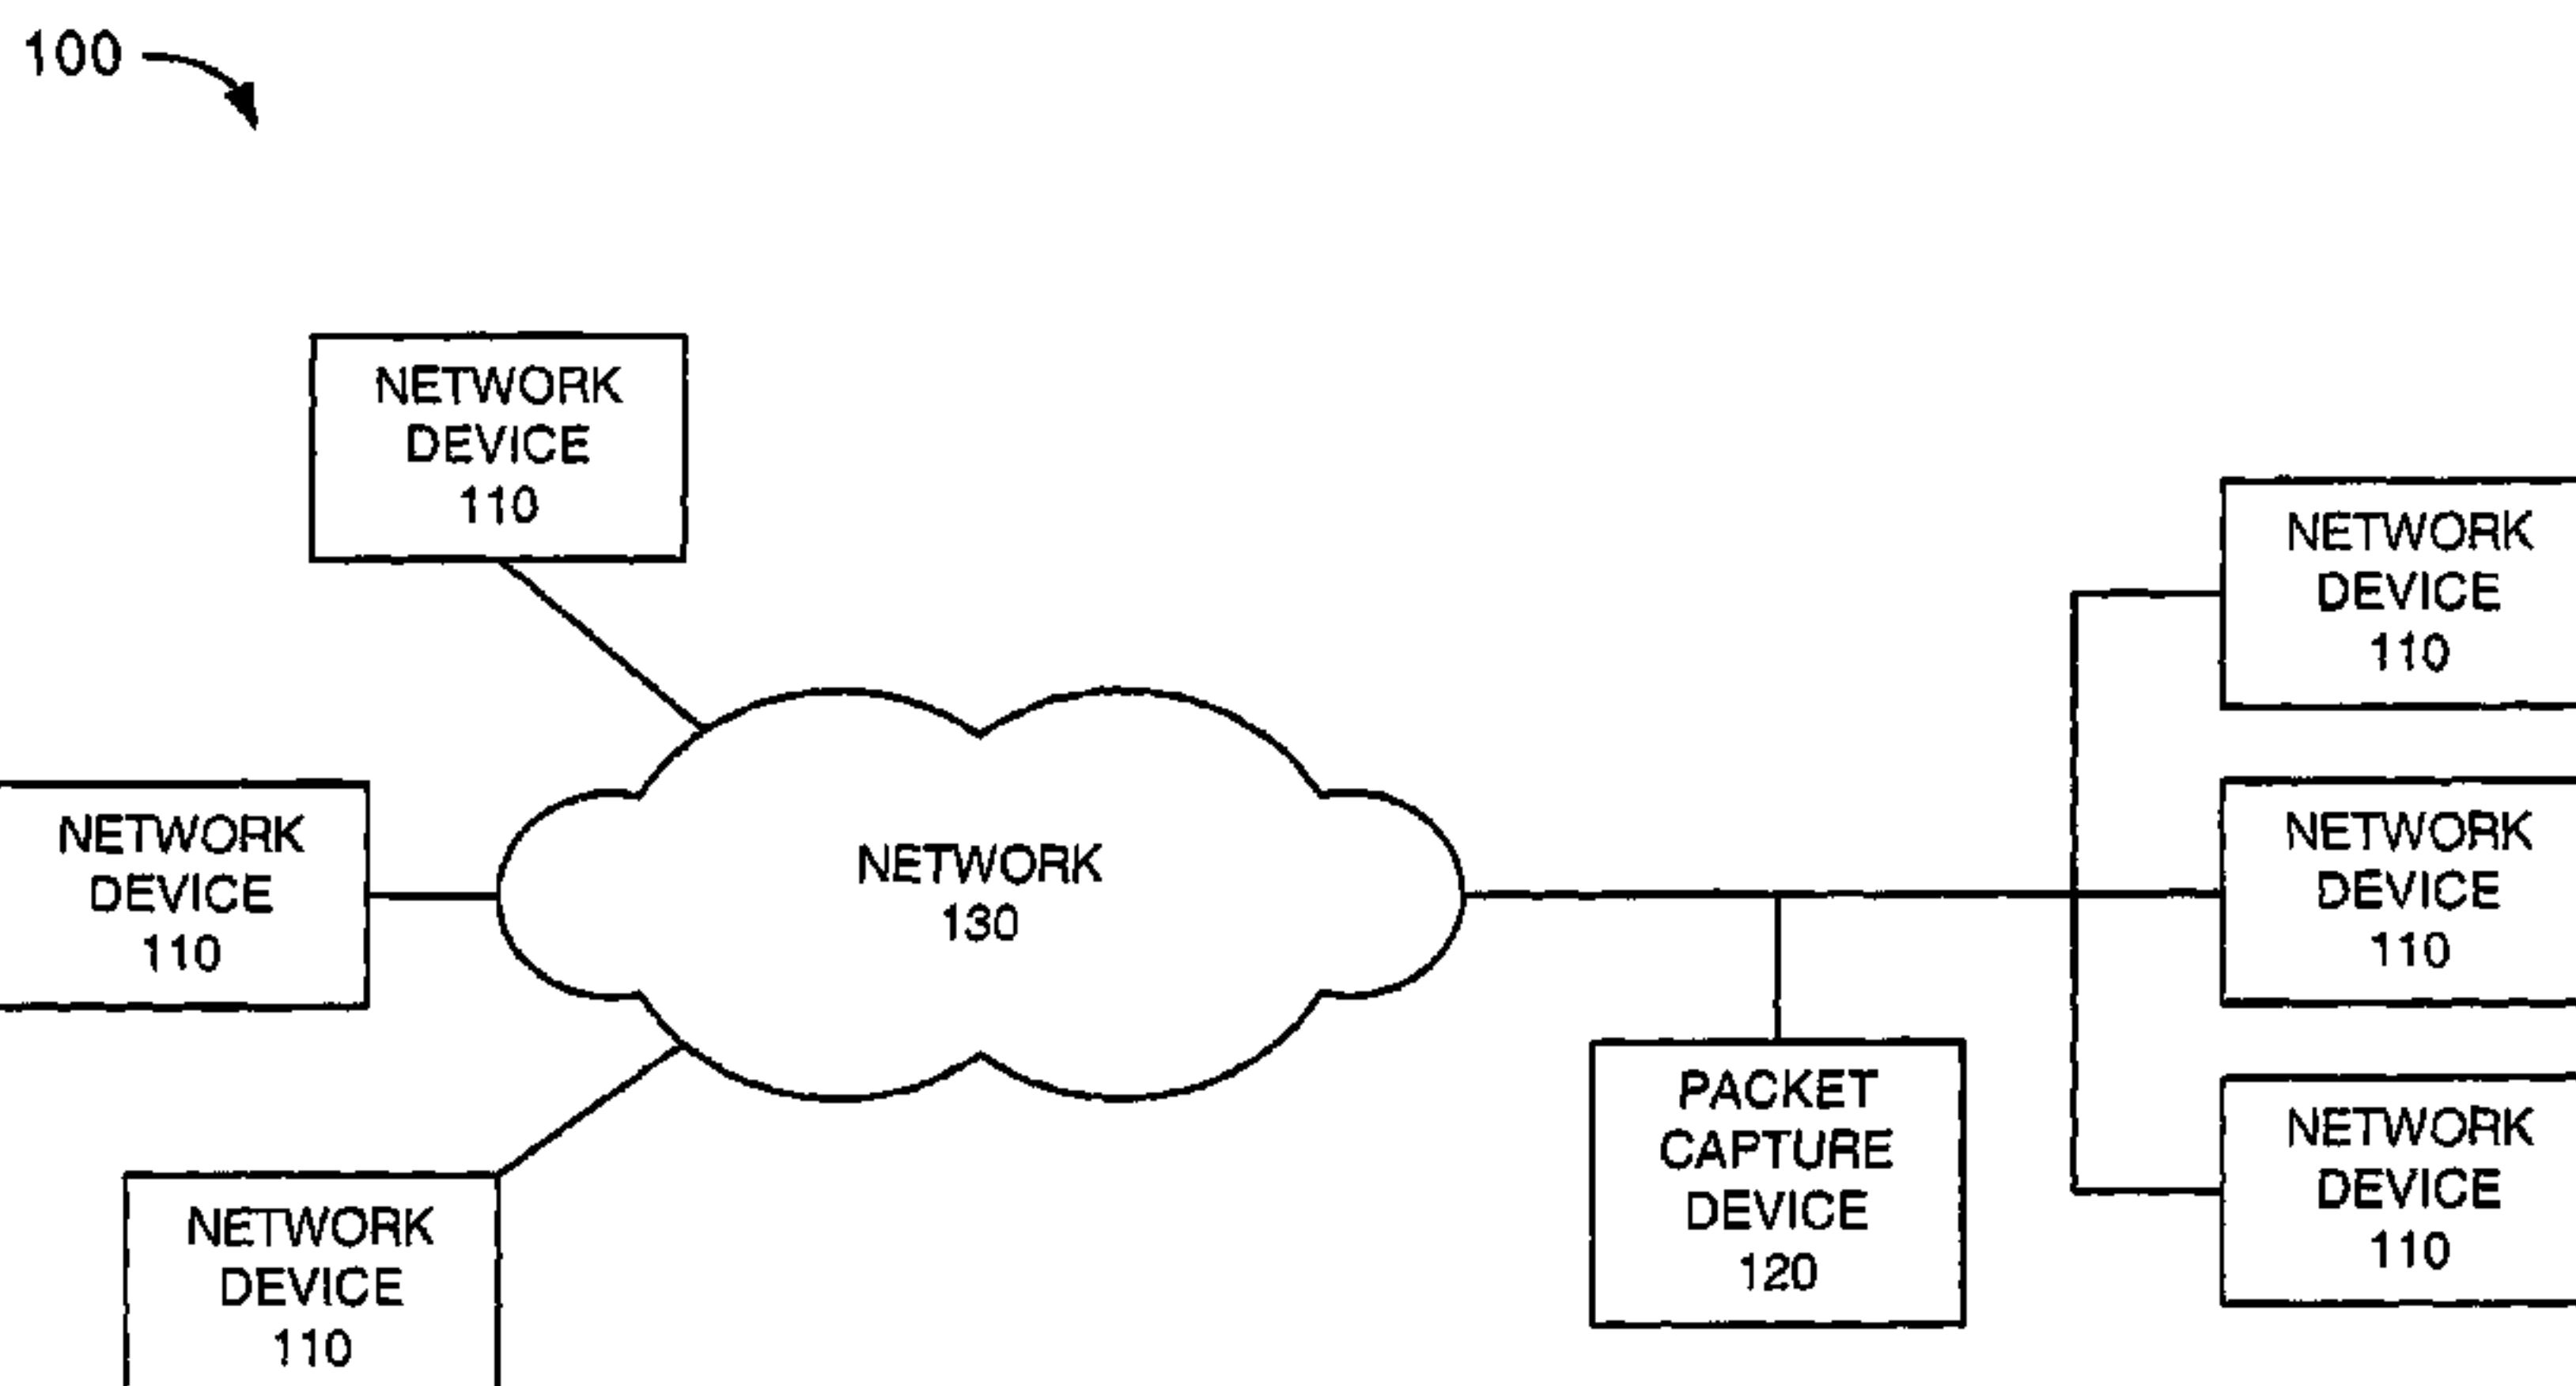 100
NETWORK
DEVICE
110
NETWORK
DEVICE
110
NETWORK
DEVICE
110
NETWORK
130
NETWORK
DEVICE
110
PACKET
CAPTURE
DEVICE
120
NETWORK
DEVICE
110
NETWORK
DEVICE
110